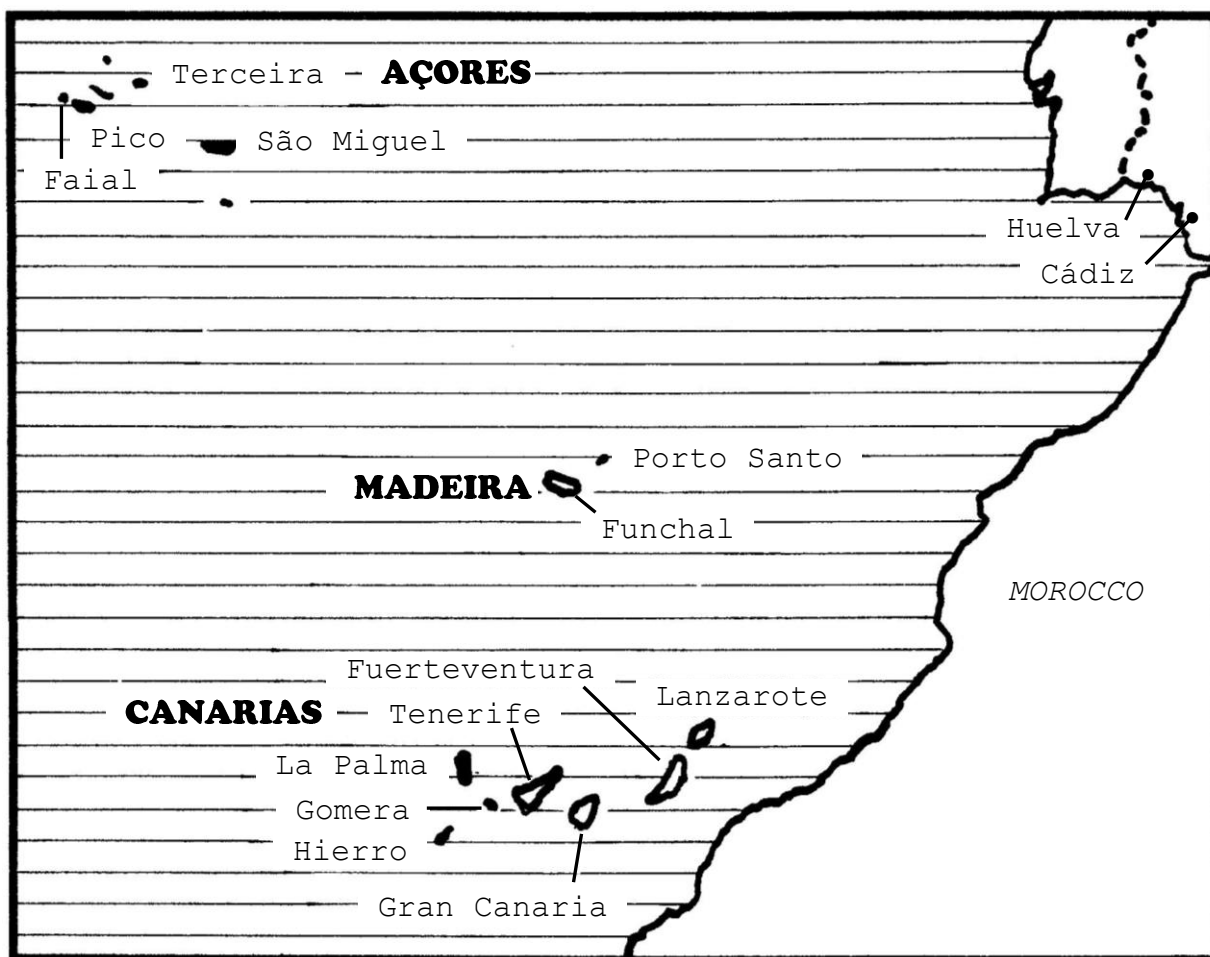 Terceira
AÇORES
Pico
São Miguel
Faial
Huelva
Cádiz
Porto Santo
MADEIRA
Funchal
MOROCCO
Fuerteventura
Lanzarote
CANARIAS
Tenerife
La Palma
Gomera
Hierro
Gran Canaria